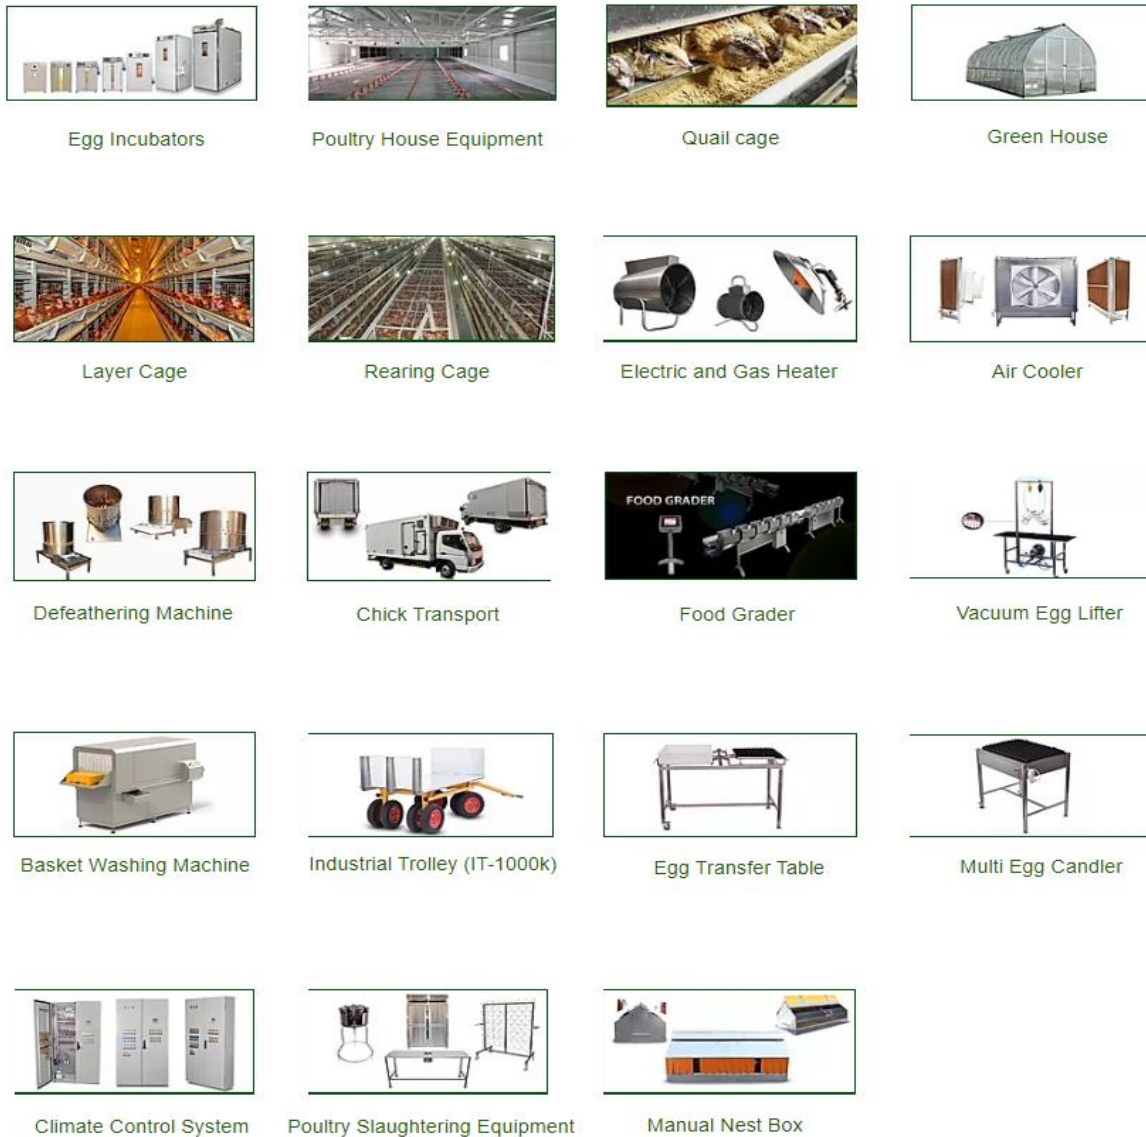 Egg Incubators
Poultry House Equipment
Quail cage
Green House
Layer Cage
Rearing Cage
Electric and Gas Heater
Air Cooler
FOOD GRADER
Defeathering Machine
Chick Transport
Food Grader
Vacuum Egg Lifter
Basket Washing Machine
Industrial Trolley (IT-1000k)
Egg Transfer Table
Multi Egg Candler
Climate Control System
Poultry Slaughtering Equipment
Manual Nest Box